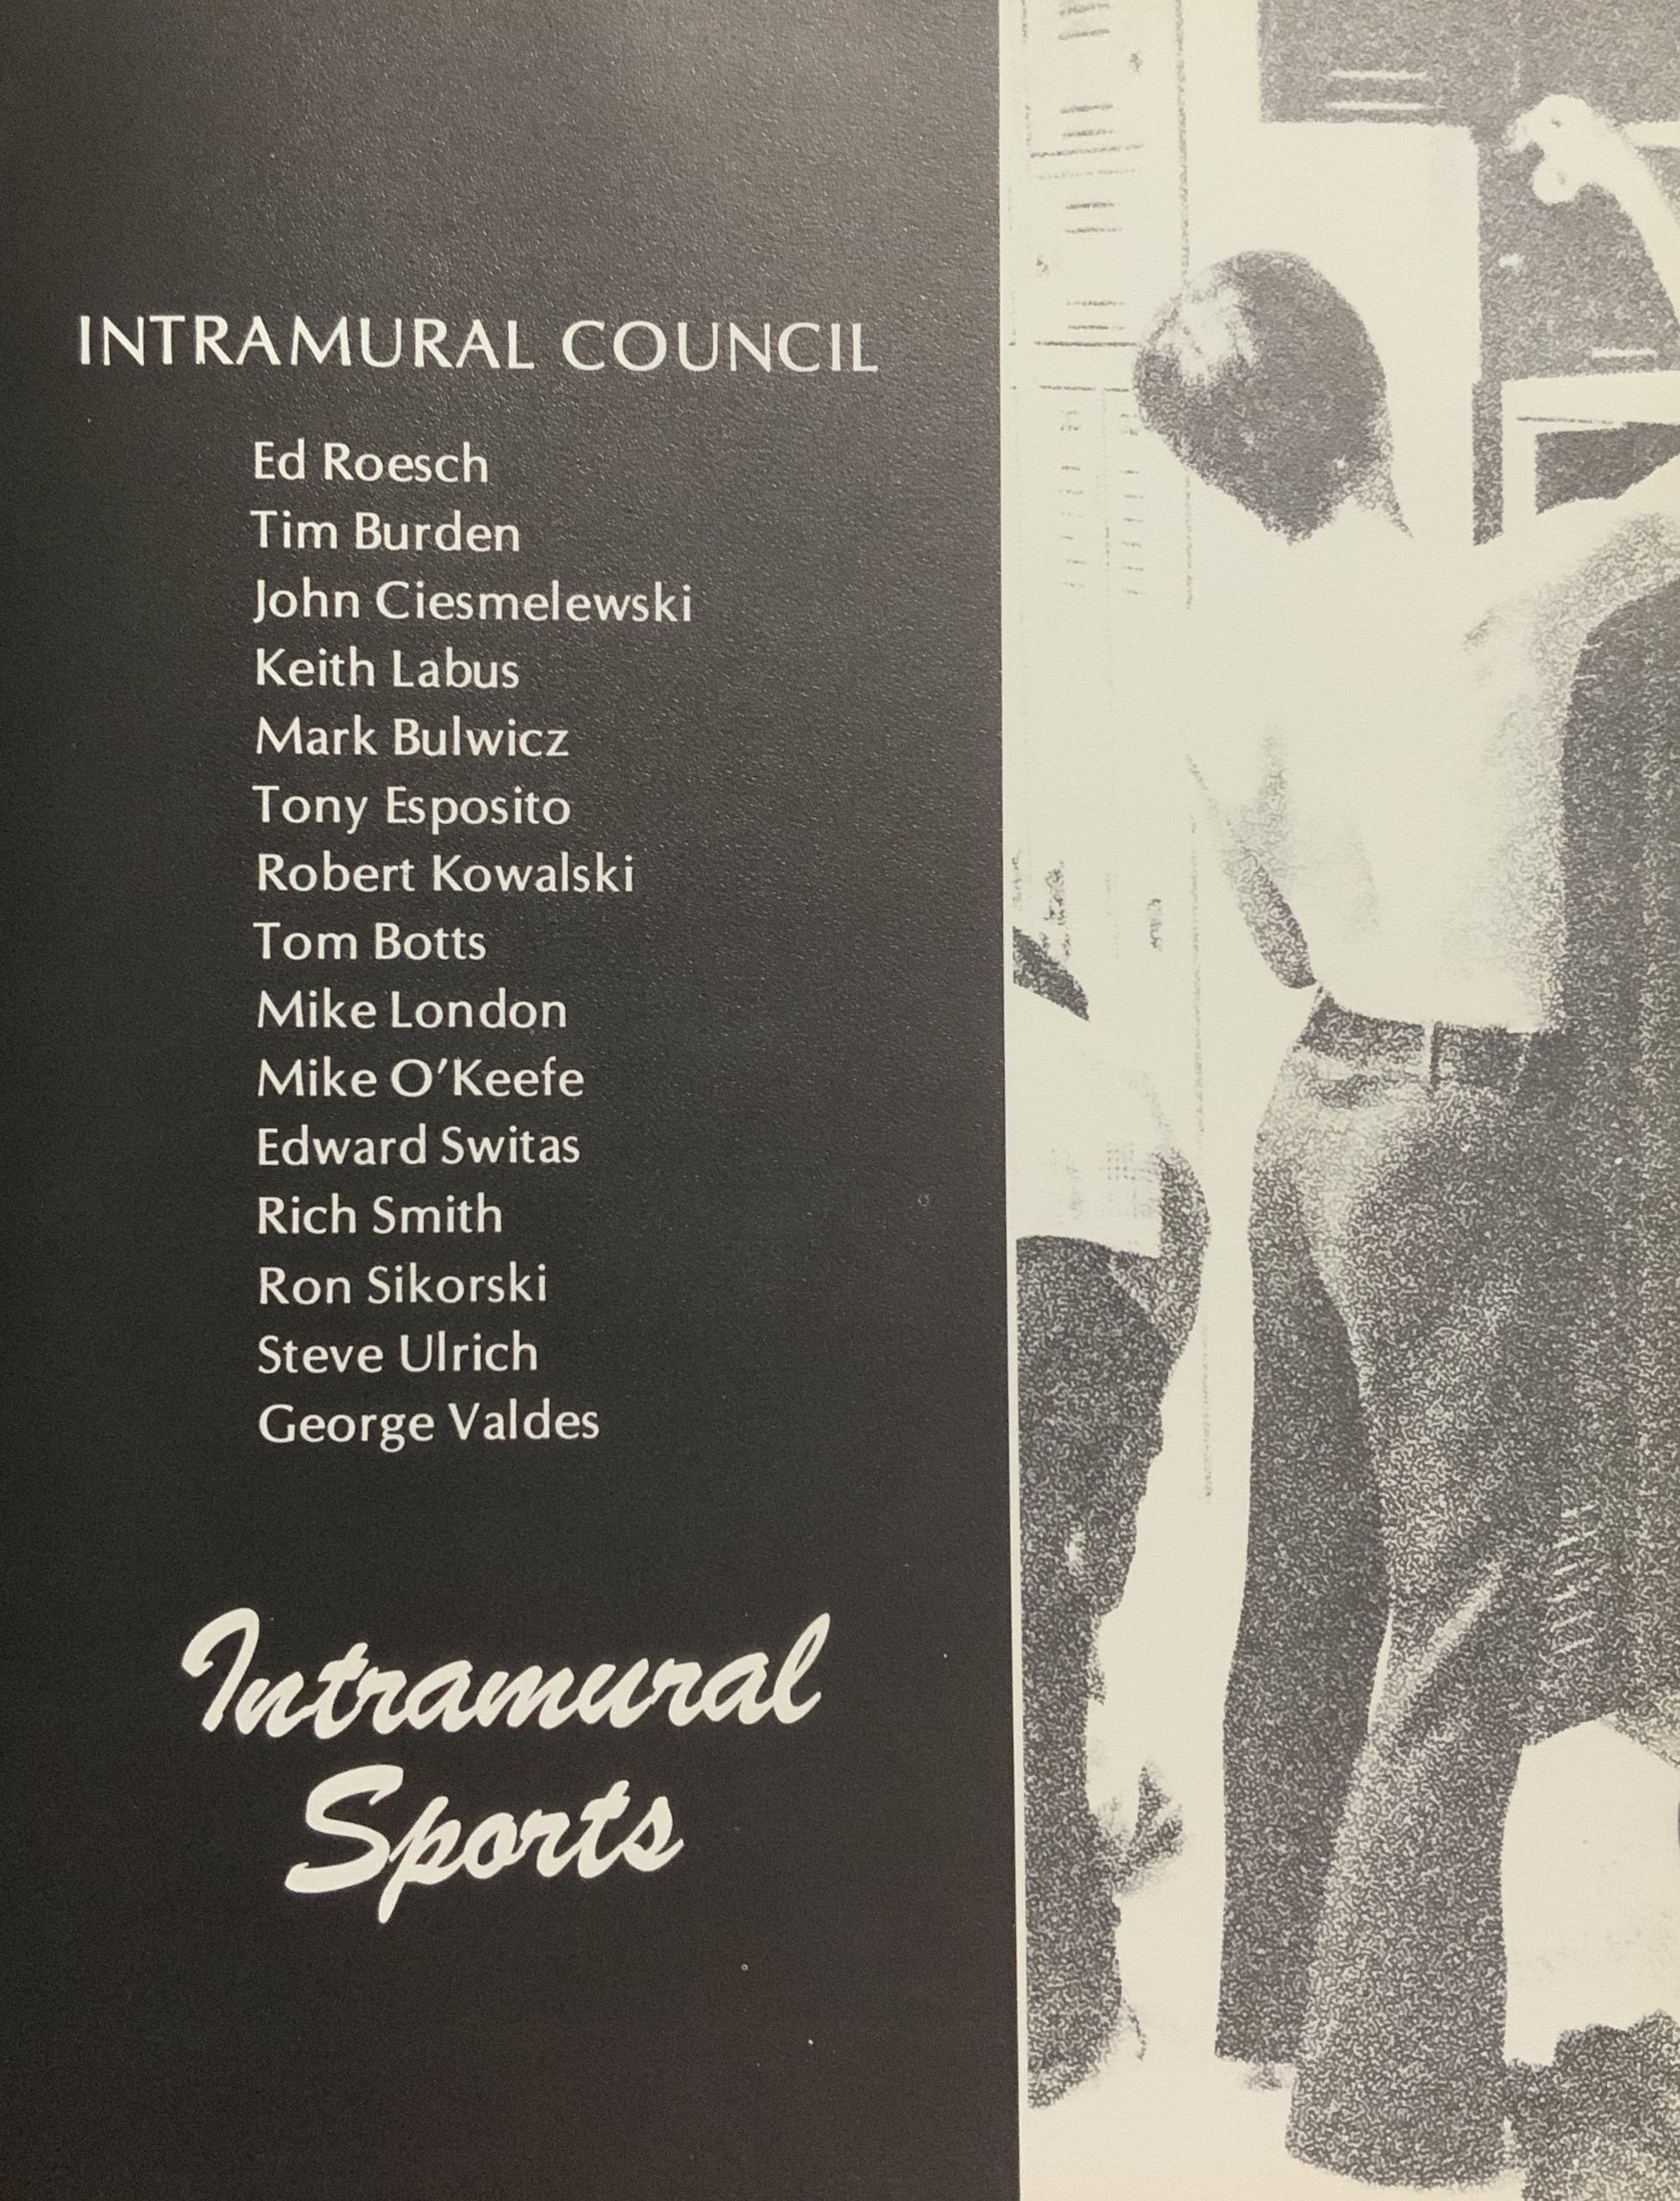 INTRAMURAL COUNCIL
Ed Roesch
Tim Burden
John Ciesmelewski
Keith Labus
Mark Bulwicz
Tony Esposito
Robert Kowalski
Tom Botts
Mike London
Mike O'Keefe
Edward Switas
Rich Smith
Ron Sikorski
Steve Ulrich
George Valdes
Intramural
Sports